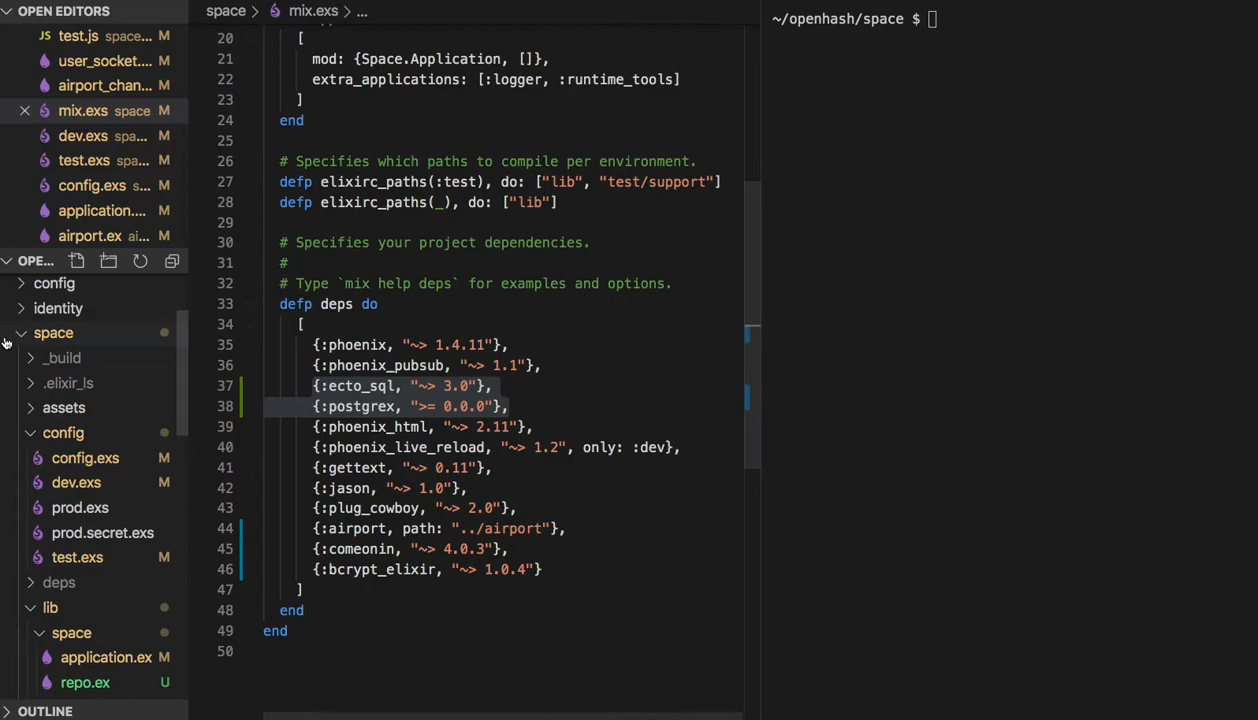 OPEN EDITORS
JS test.js space... M
user_socket.... M
airport_chan... M
mix.exs space M
dev.exs spa... M
test.exs spa... M
config.exs s... M
application.... M
airport.ex ai... M
OPE...
config
identity
space
_build
.elixir_ls
assets
config
config.exs M
dev.exs M
prod.exs
prod.secret.exs
test.exs M
deps
lib
space
application.ex M
repo.ex U
OUTLINE
space > mix.exs > ...
20 [
21 mod: {Space.Application, []},
22 extra_applications: [:logger, :runtime_tools]
23 ]
24 end
25
26 # Specifies which paths to compile per environment.
27 defp elixirc_paths(:test), do: ["lib", "test/support"]
28 defp elixirc_paths(_), do: ["lib"]
29
30 # Specifies your project dependencies.
31 #
32 # Type `mix help deps` for examples and options.
33 defp deps do
34 [
35 {:phoenix, "~> 1.4.11"},
36 {:phoenix_pubsub, "~> 1.1"},
37 {:ecto_sql, "~> 3.0"},
38 {:postgrex, ">= 0.0.0"},
39 {:phoenix_html, "~> 2.11"},
40 {:phoenix_live_reload, "~> 1.2", only: :dev},
41 {:gettext, "~> 0.11"},
42 {:jason, "~> 1.0"},
43 {:plug_cowboy, "~> 2.0"},
44 {:airport, path: "../airport"},
45 {:comeonin, "~> 4.0.3"},
46 {:bcrypt_elixir, "~> 1.0.4"}
47 ]
48 end
49 end
50
~/openhash/space $